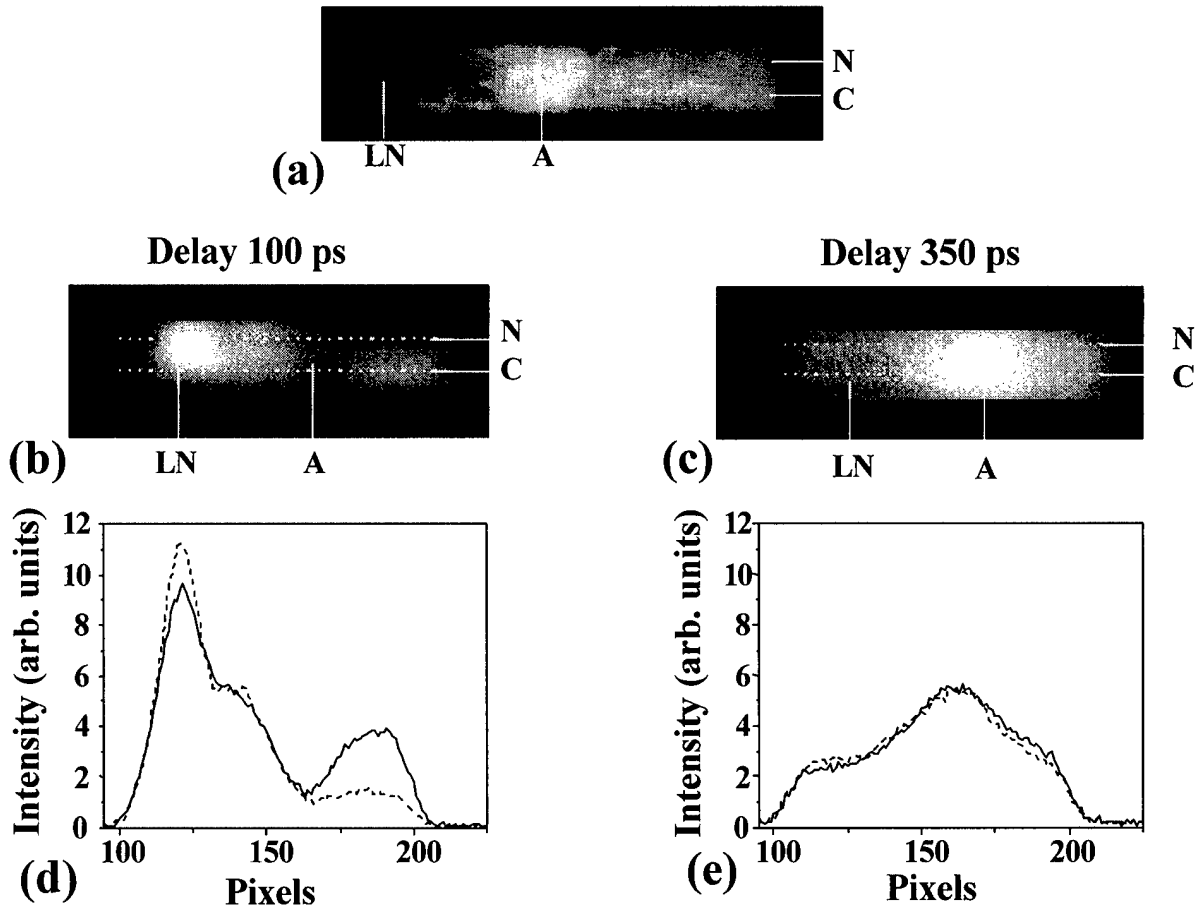 N
C
LN A
(a)
Delay 100 ps
Delay 350 ps
N
C
LN A
(b)
N
C
LN A
(c)
Intensity (arb. units)
12
10
8
6
4
2
0
100 150 200
Pixels
(d)
Intensity (arb. units)
12
10
8
6
4
2
0
100 150 200
Pixels
(e)